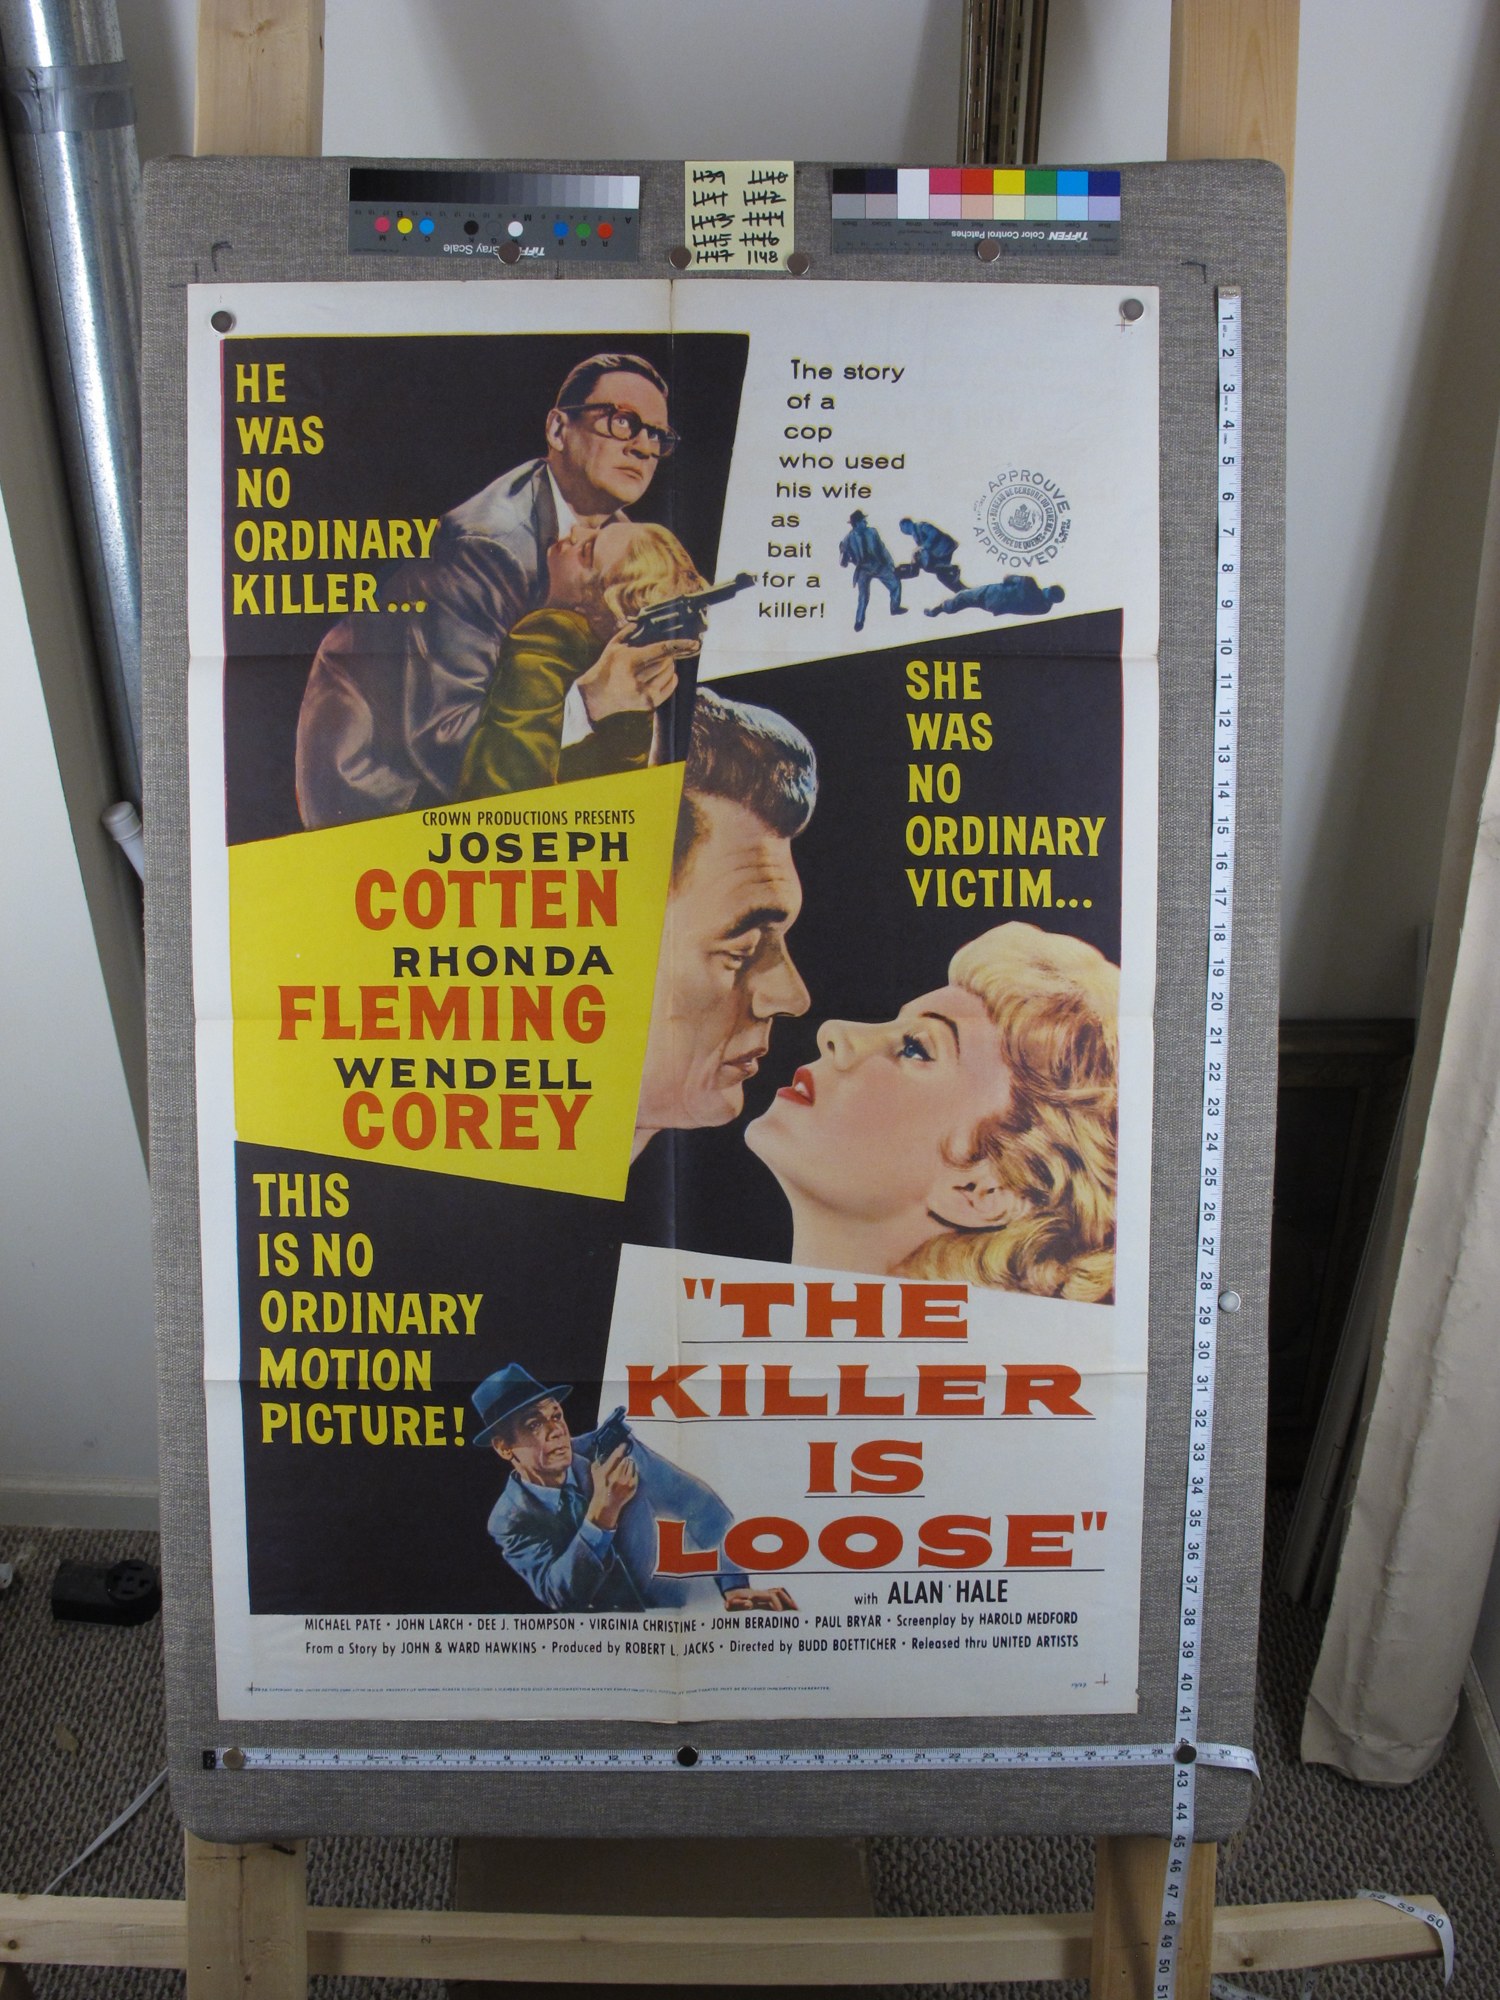 1139 1140
1141 1142
1143 1144
1145 1146
1147 1148
Gray Scale
TIFFEN Color Control Patches
HE
WAS
NO
ORDINARY
KILLER...
The story
of a
cop
who used
his wife
as
bait
for a
killer!
APPROUVÉ
APPROVED
SHE
WAS
NO
ORDINARY
VICTIM...
CROWN PRODUCTIONS PRESENTS
JOSEPH
COTTEN
RHONDA
FLEMING
WENDELL
COREY
THIS
IS NO
ORDINARY
MOTION
PICTURE!
"THE
KILLER
IS
LOOSE"
with ALAN HALE
MICHAEL PATE • JOHN LARCH • DEE J. THOMPSON • VIRGINIA CHRISTINE • JOHN BERADINO • PAUL BRYAR • Screenplay by HAROLD MEDFORD
From a Story by JOHN & WARD HAWKINS • Produced by ROBERT L. JACKS • Directed by BUDD BOETTICHER • Released thru UNITED ARTISTS